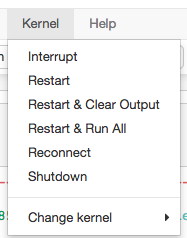 Kernel Help
Interrupt
Restart
Restart & Clear Output
Restart & Run All
Reconnect
Shutdown
Change kernel